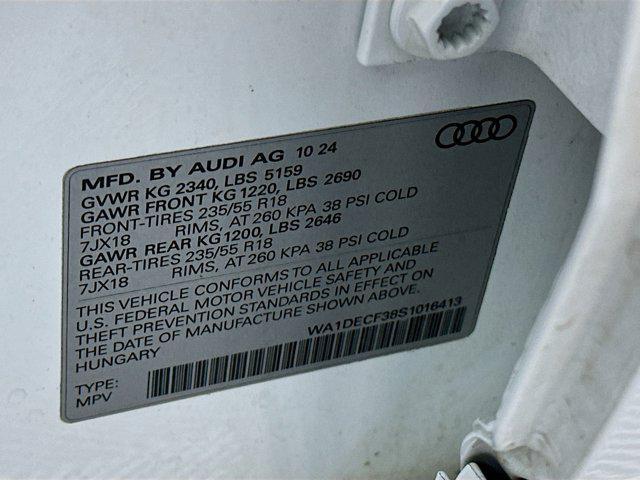 MFD. BY AUDI AG 10 24
GVWR KG 2340, LBS 5159
GAWR FRONT KG 1220, LBS 2690
FRONT-TIRES 235/55 R18
7JX18 RIMS, AT 260 KPA 38 PSI COLD
GAWR REAR KG1200, LBS 2646
REAR-TIRES 235/55 R18
7JX18 RIMS, AT 260 KPA 38 PSI COLD
THIS VEHICLE CONFORMS TO ALL APPLICABLE
U.S. FEDERAL MOTOR VEHICLE SAFETY AND
THEFT PREVENTION STANDARDS IN EFFECT ON
THE DATE OF MANUFACTURE SHOWN ABOVE.
HUNGARY WA1DECF38S1016413
TYPE:
MPV